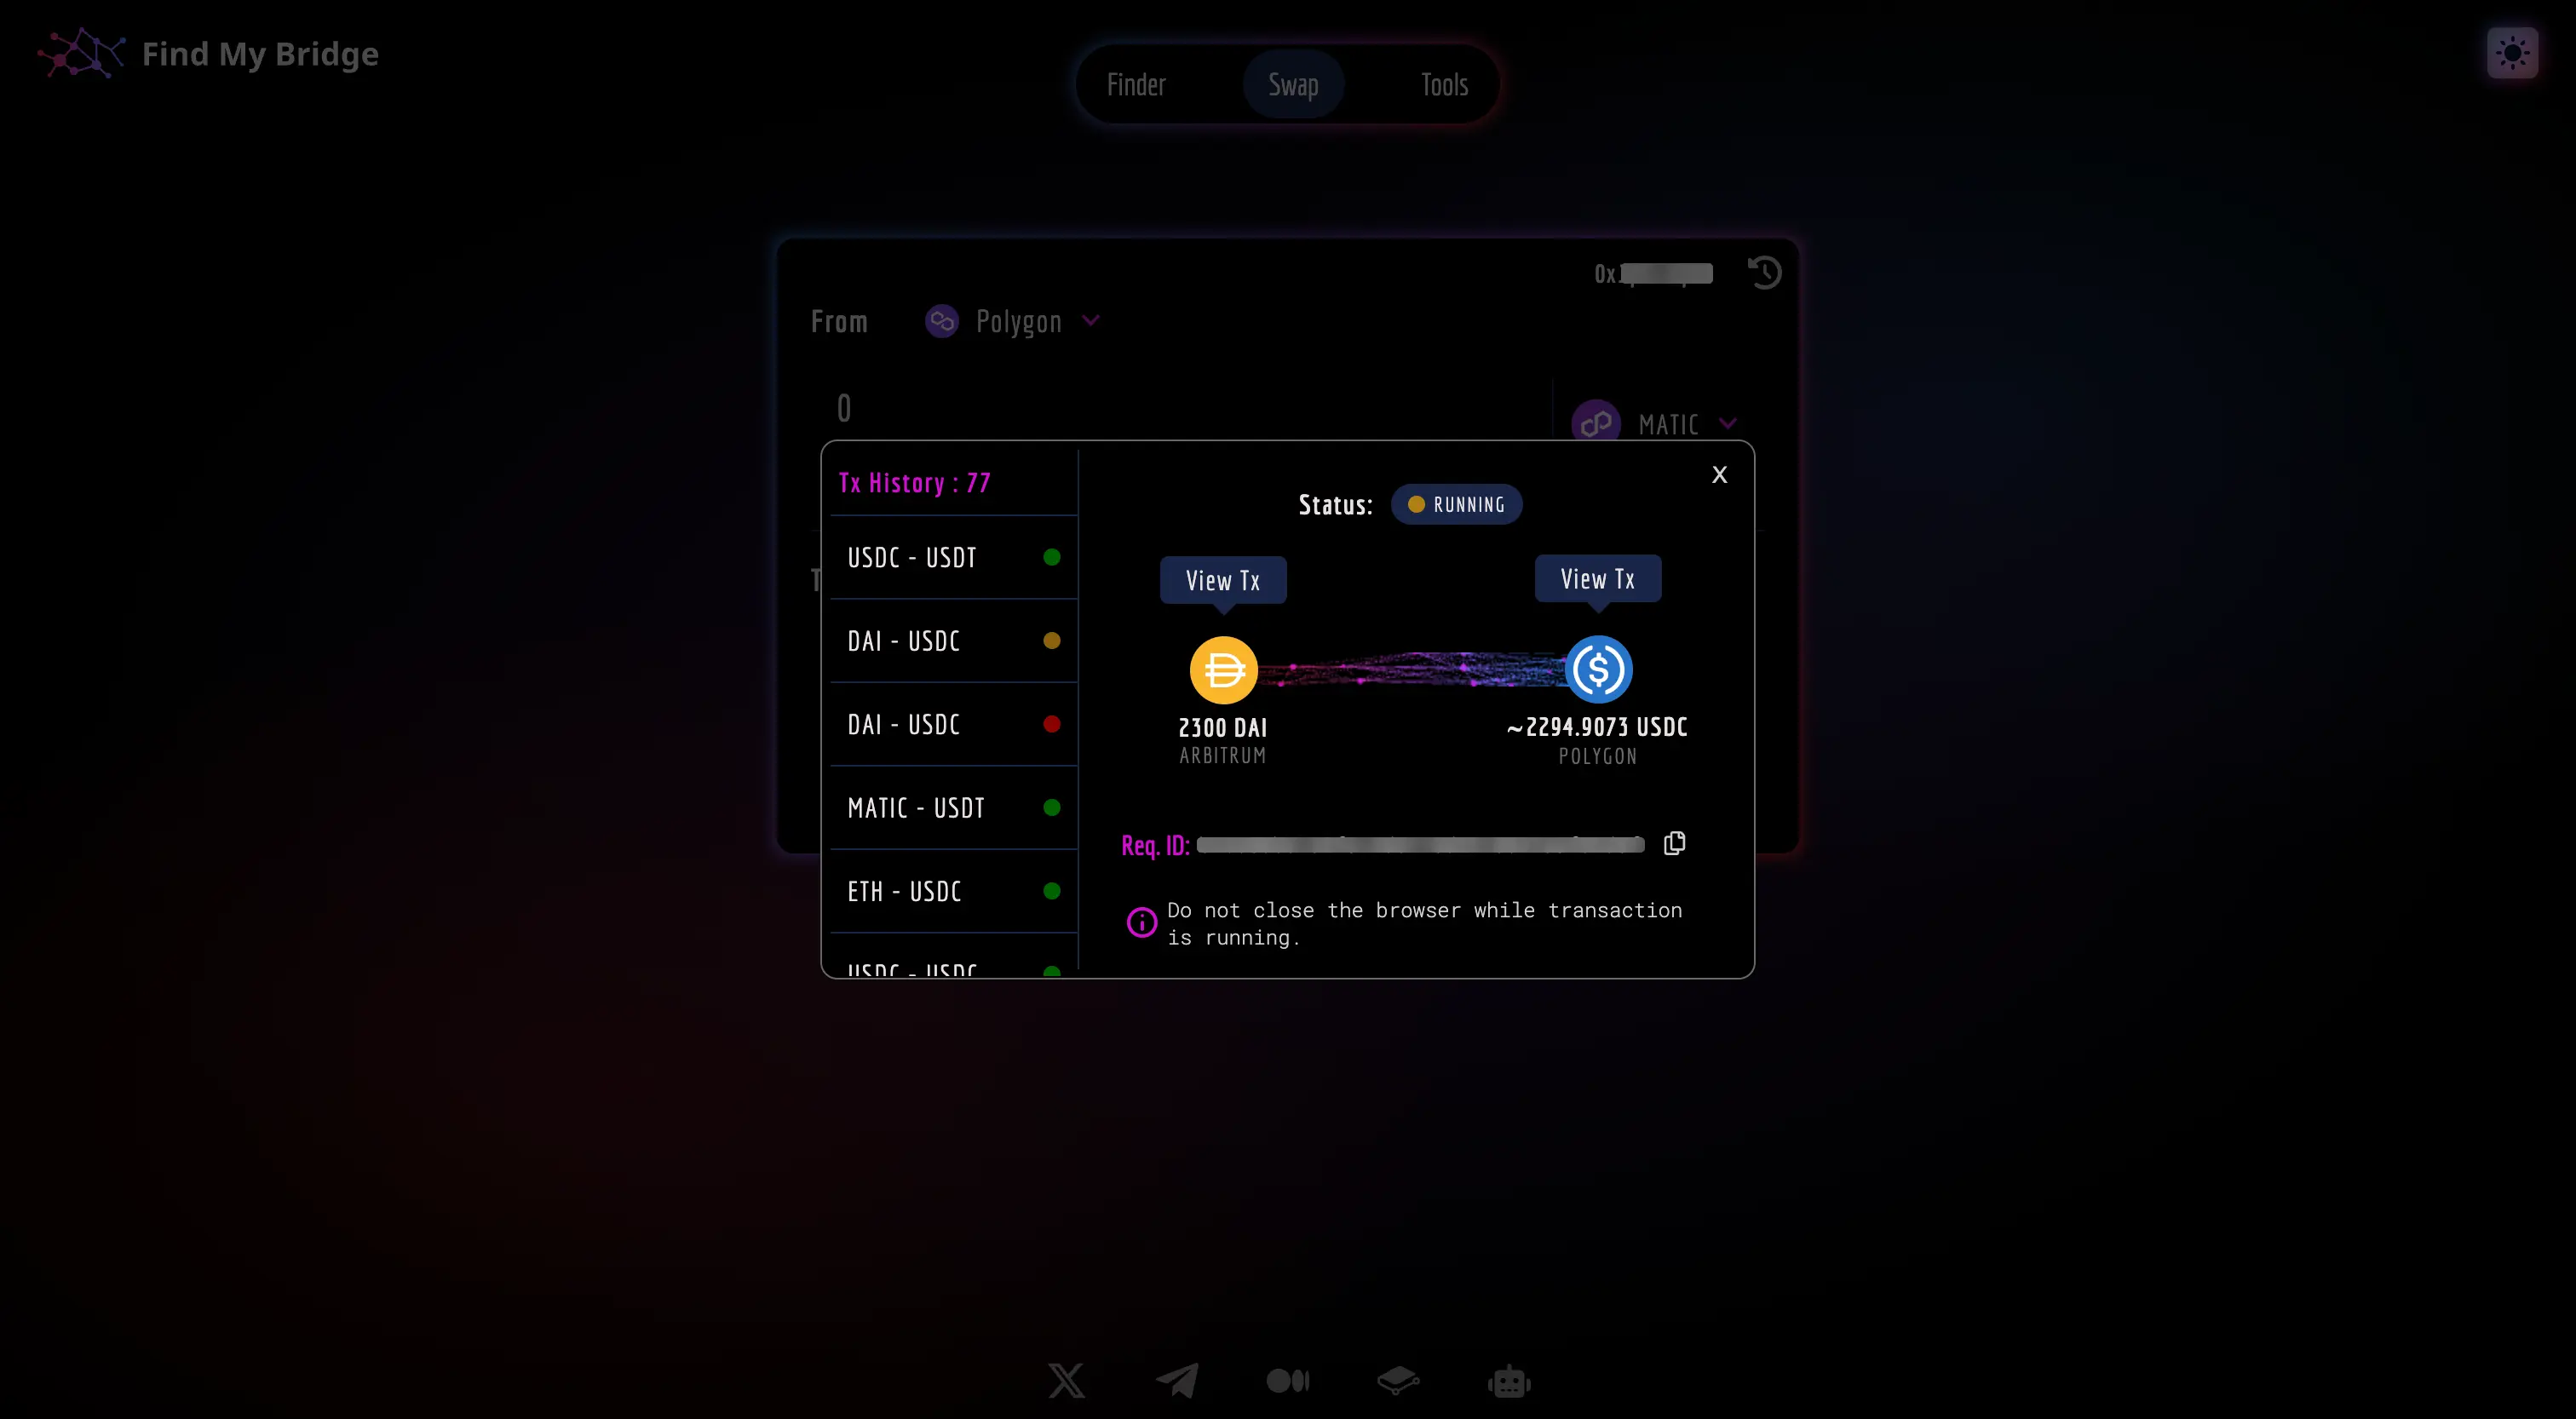 Find My Bridge
Finder
Swap
Tools
0x
From
Polygon
0
MATIC
Tx History : 77
X
Status:
RUNNING
USDC - USDT
View Tx
View Tx
DAI - USDC
DAI - USDC
2300 DAI
~2294.9073 USDC
ARBITRUM
POLYGON
MATIC - USDT
Req. ID:
ETH - USDC
Do not close the browser while transaction
is running.
USDC - USDC